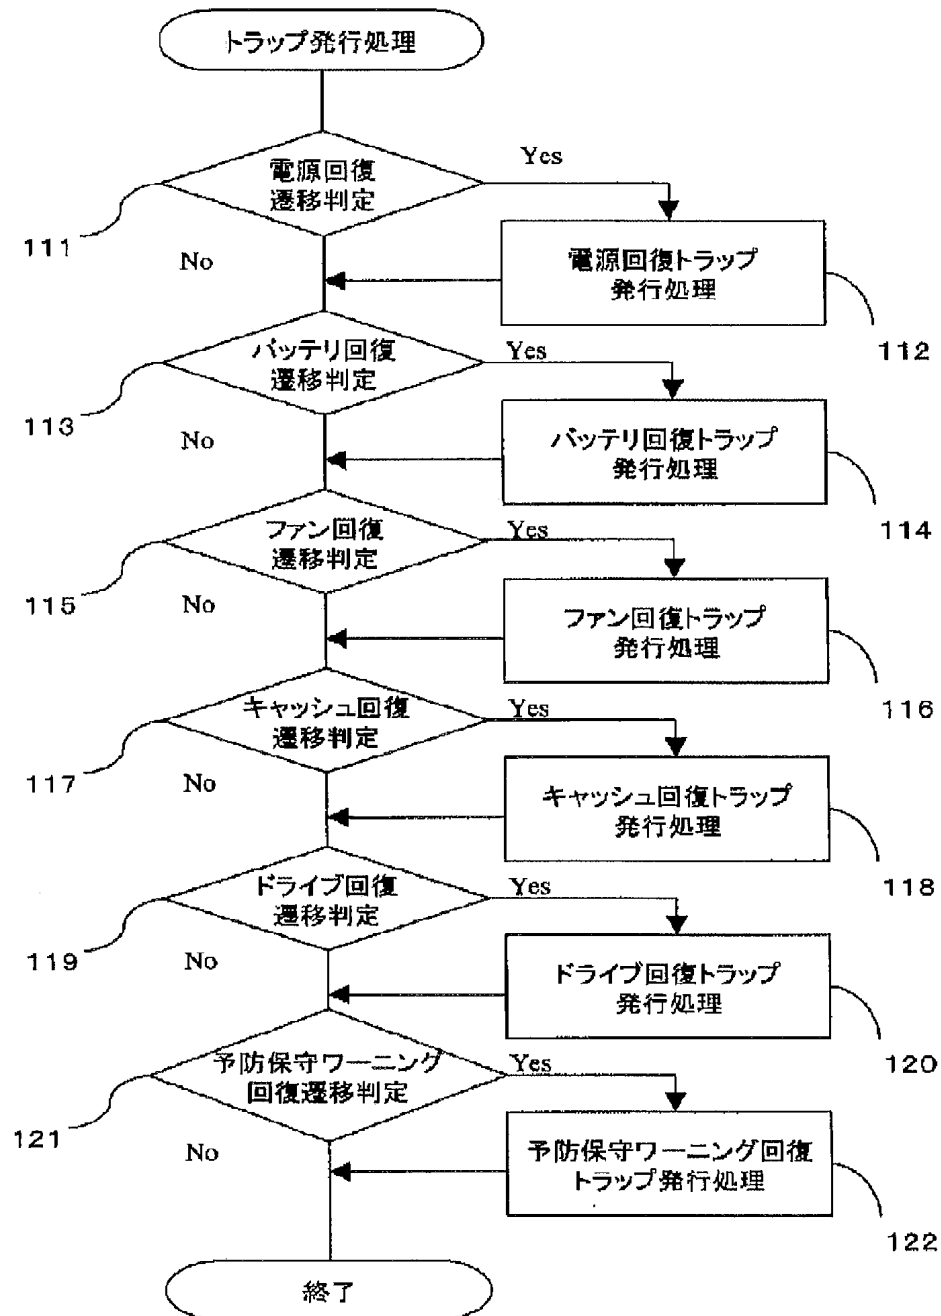 トラップ発行処理
電源回復
遷移判定
Yes
111
No
電源回復トラップ
発行処理
112
バッテリ回復
遷移判定
Yes
113
No
バッテリ回復トラップ
発行処理
114
ファン回復
遷移判定
Yes
115
No
ファン回復トラップ
発行処理
116
キャッシュ回復
遷移判定
Yes
117
No
キャッシュ回復トラップ
発行処理
118
ドライブ回復
遷移判定
Yes
119
No
ドライブ回復トラップ
発行処理
120
予防保守ワーニング
回復遷移判定
Yes
121
No
予防保守ワーニング回復
トラップ発行処理
122
終了